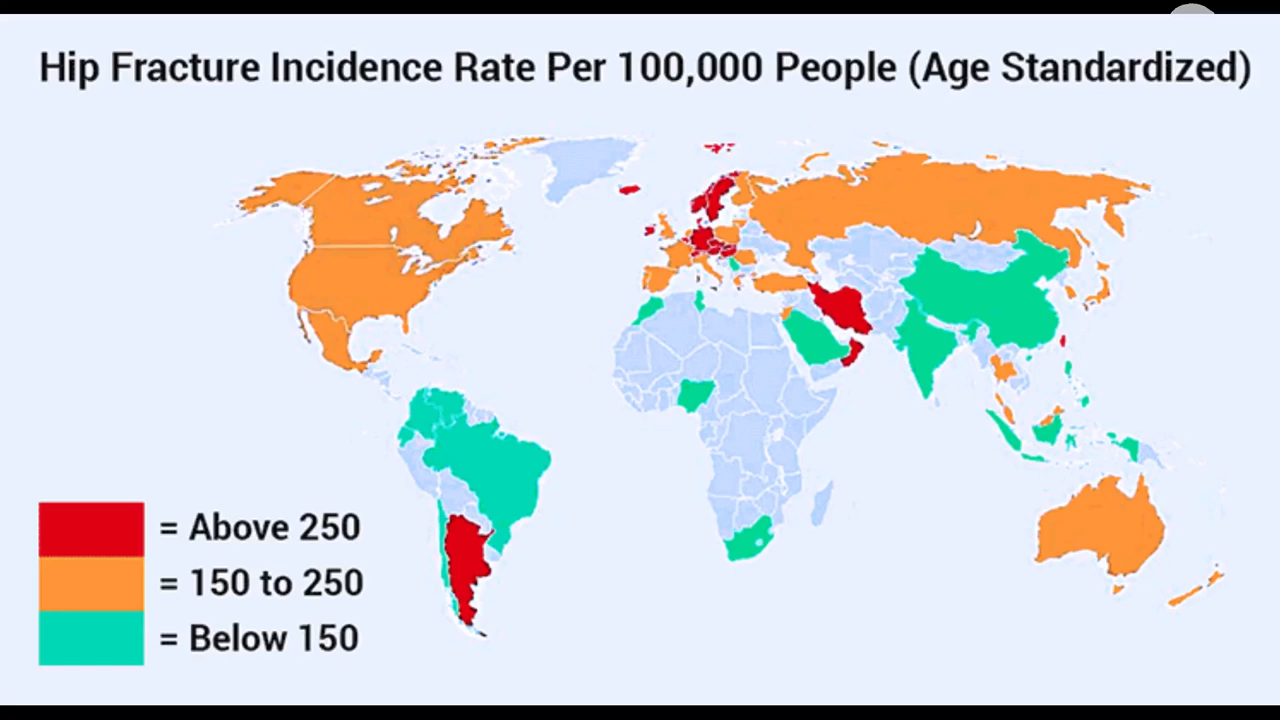 Hip Fracture Incidence Rate Per 100,000 People (Age Standardized)
= Above 250
= 150 to 250
= Below 150